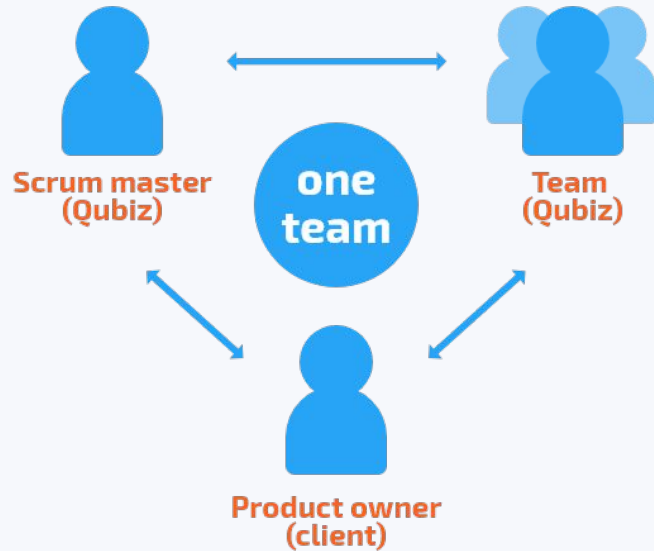 one
team
Scrum master
(Qubiz)
Team
(Qubiz)
Product owner
(client)